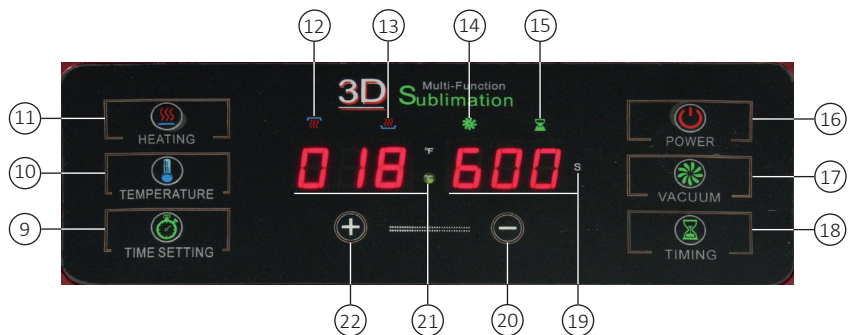 12 13 14 15
3D Multi-Function
Sublimation
11 HEATING
16 POWER
10 TEMPERATURE
17 VACUUM
9 TIME SETTING
18 TIMING
018 °F °C 600 S
22 21 20 19